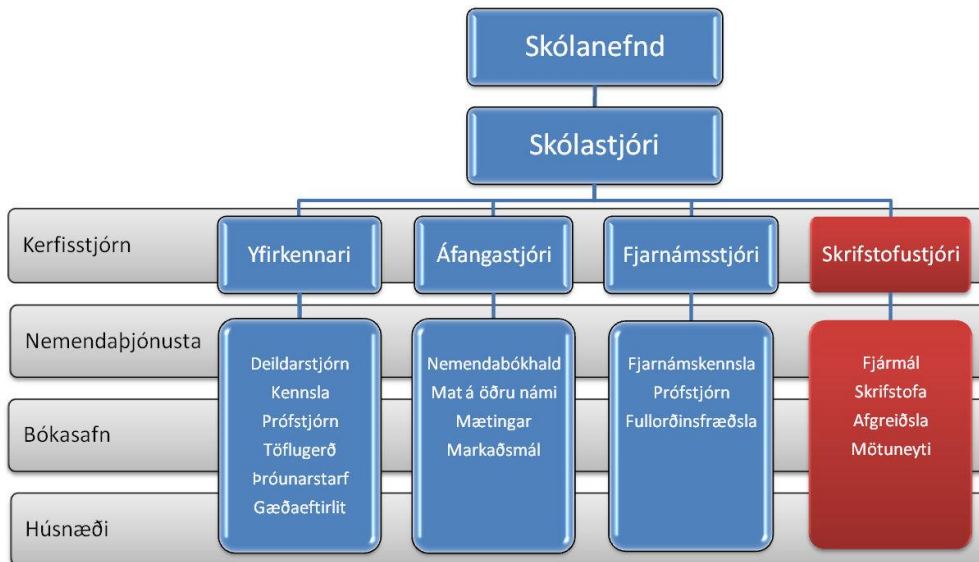 Skólanefnd
Skólastjóri
Kerfisstjórn
Yfirkennari
Áfangastjóri
Fjarnámsstjóri
Skrifstofustjóri
Nemendaþjónusta
Bókasafn
Húsnæði
Deildarstjórn
Kennsla
Prófstjórn
Töflugerð
Þróunarstarf
Gæðaeftirlit
Nemendabókhald
Mat á öðru námi
Mætingar
Markaðsmál
Fjarnámskennsla
Prófstjórn
Fullorðinsfræðsla
Fjármál
Skrifstofa
Afgreiðsla
Mötuneyti